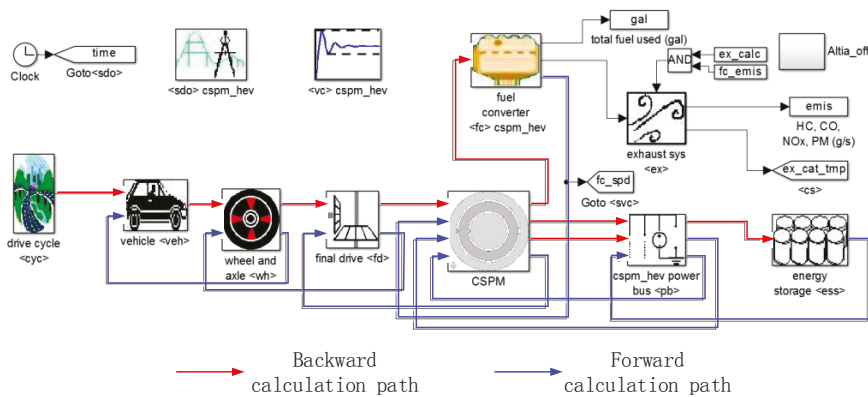 time
Clock
Goto<sdo>
<sdo> cspm_hev
<vc> cspm_hev
fuel
converter
<fc> cspm_hev
gal
total fuel used (gal)
AND
ex_calc
fc_emis
Altia_off
exhaust sys
<ex>
emis
HC, CO,
NOx, PM (g/s)
ex_cat_tmp
<cs>
fc_spd
Goto <svc>
drive cycle
<cyc>
vehicle <veh>
wheel and
axle <wh>
final drive <fd>
CSPM
cspm_hev power
bus <pb>
energy
storage <ess>
Backward
calculation path
Forward
calculation path